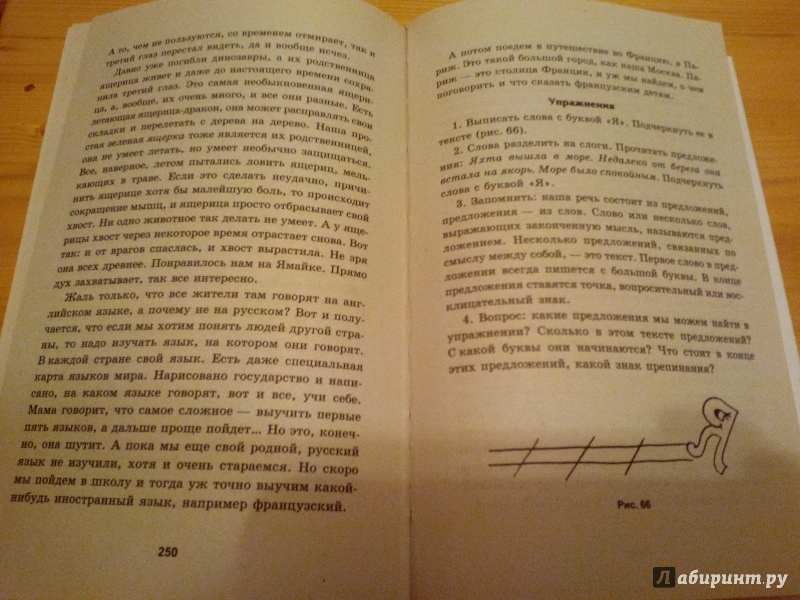 А то, чем не пользуются, со временем отмирает, так и
третий глаз перестал видеть, да и вообще исчез.
Давно уже погибли динозавры, а их родственница
ящерица живет и даже до настоящего времени сохра-
нила третий глаз. Это самая необыкновенная ящери-
ца, а, вообще, их очень много, и все они разные. Есть
летающая ящерица-дракон, она может расправлять свои
складки и перелетать с дерева на дерево. Наша про-
стая зеленая ящерка тоже является их родственницей,
она не умеет летать, но умеет необычно защищаться.
Все, наверное, летом пытались ловить ящериц, мель-
кающих в траве. Если это сделать неудачно, причи-
нить ящерице хотя бы малейшую боль, то происходит
сокращение мышц, и ящерица просто отбрасывает свой
хвост. Ни одно животное так делать не умеет. А у яще-
рицы хвост через некоторое время отрастает снова. Вот
так: и от врагов спаслась, и хвост вырастила. Не зря
она всех древнее. Понравилось нам на Ямайке. Прямо
дух захватывает, так все интересно.
Жаль только, что все жители там говорят на анг-
лийском языке, а почему не на русском? Вот и полу-
чается, что если мы хотим понять людей другой стра-
ны, то надо изучать язык, на котором они говорят.
В каждой стране свой язык. Есть даже специальная
карта языков мира. Нарисовано государство и напи-
сано, на каком языке говорят, вот и все, учи себе.
Мама говорит, что самое сложное — выучить первые
пять языков, а дальше проще пойдет... Но это, конеч-
но, она шутит. А пока мы еще свой родной, русский
язык не изучили, хотя и очень стараемся. Но скоро
мы пойдем в школу и тогда уж точно выучим какой-
нибудь иностранный язык, например французский.
250
А потом поедем в путешествие во Францию, в Па-
риж. Это такой большой город, как наша Москва. Па-
риж — это столица Франции, и уж мы найдем, о чем
поговорить и что сказать французским детям.
Упражнения
1. Выписать слова с буквой «Я». Подчеркнуть ее в
тексте (рис. 66).
2. Слова разделить на слоги. Прочитать предложе-
ния: Яхта вышла в море. Недалеко от берега она
встала на якорь. Море было спокойным. Подчеркнуть
слова с буквой «Я».
3. Запомнить: наша речь состоит из предложений,
предложения — из слов. Слово или несколько слов,
выражающих законченную мысль, называются пред-
ложением. Несколько предложений, связанных по
смыслу между собой, — это текст. Первое слово в пред-
ложении всегда пишется с большой буквы. В конце
предложения ставятся точка, вопросительный или вос-
клицательный знак.
4. Вопрос: какие предложения мы можем найти в
упражнении? Сколько в этом тексте предложений?
С какой буквы они начинаются? Что стоит в конце
этих предложений, какой знак препинания?
Я
Рис. 66
Лабиринт.ру